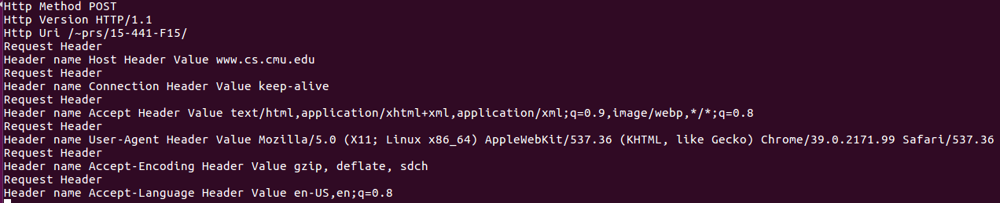 Http Method POST
Http Version HTTP/1.1
Http Uri /~prs/15-441-F15/
Request Header
Header name Host Header Value www.cs.cmu.edu
Request Header
Header name Connection Header Value keep-alive
Request Header
Header name Accept Header Value text/html,application/xhtml+xml,application/xml;q=0.9,image/webp,*/*;q=0.8
Request Header
Header name User-Agent Header Value Mozilla/5.0 (X11; Linux x86_64) AppleWebKit/537.36 (KHTML, like Gecko) Chrome/39.0.2171.99 Safari/537.36
Request Header
Header name Accept-Encoding Header Value gzip, deflate, sdch
Request Header
Header name Accept-Language Header Value en-US,en;q=0.8